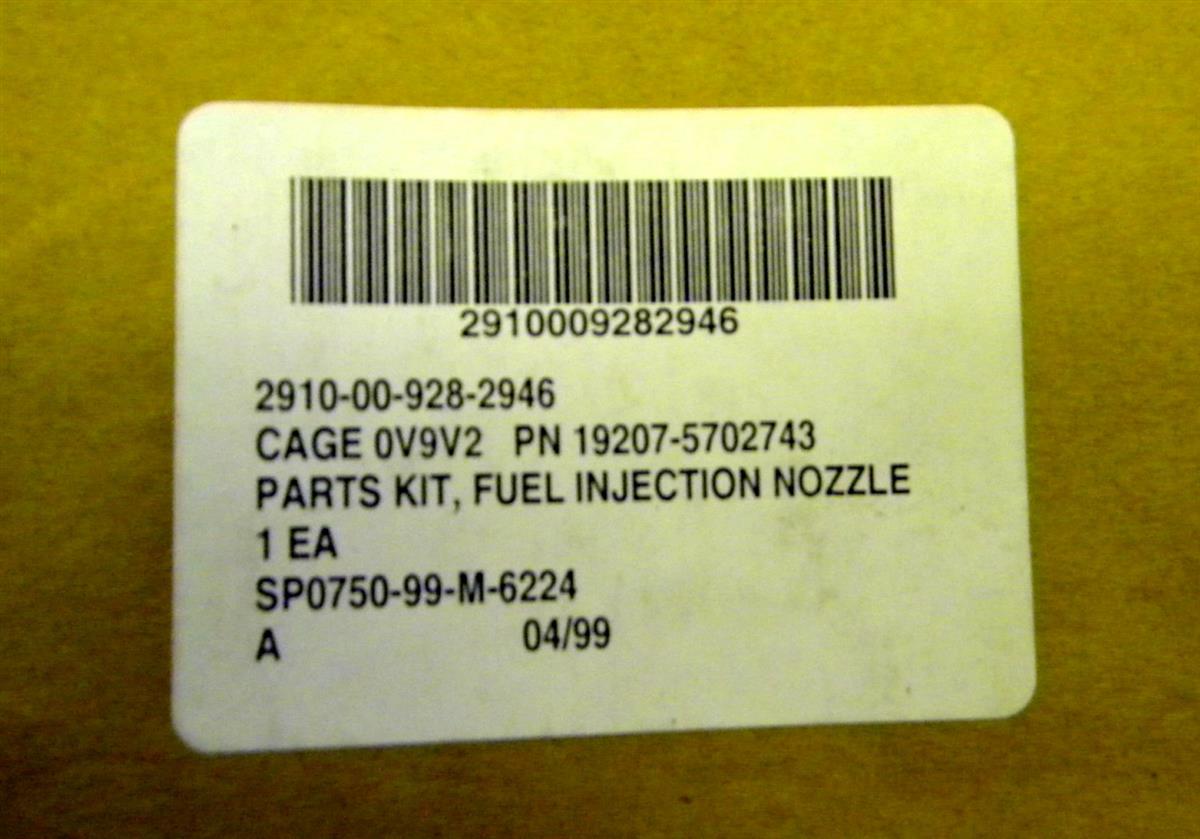 2910009282946
2910-00-928-2946
CAGE 0V9V2 PN 19207-5702743
PARTS KIT, FUEL INJECTION NOZZLE
1 EA
SP0750-99-M-6224
A 04/99